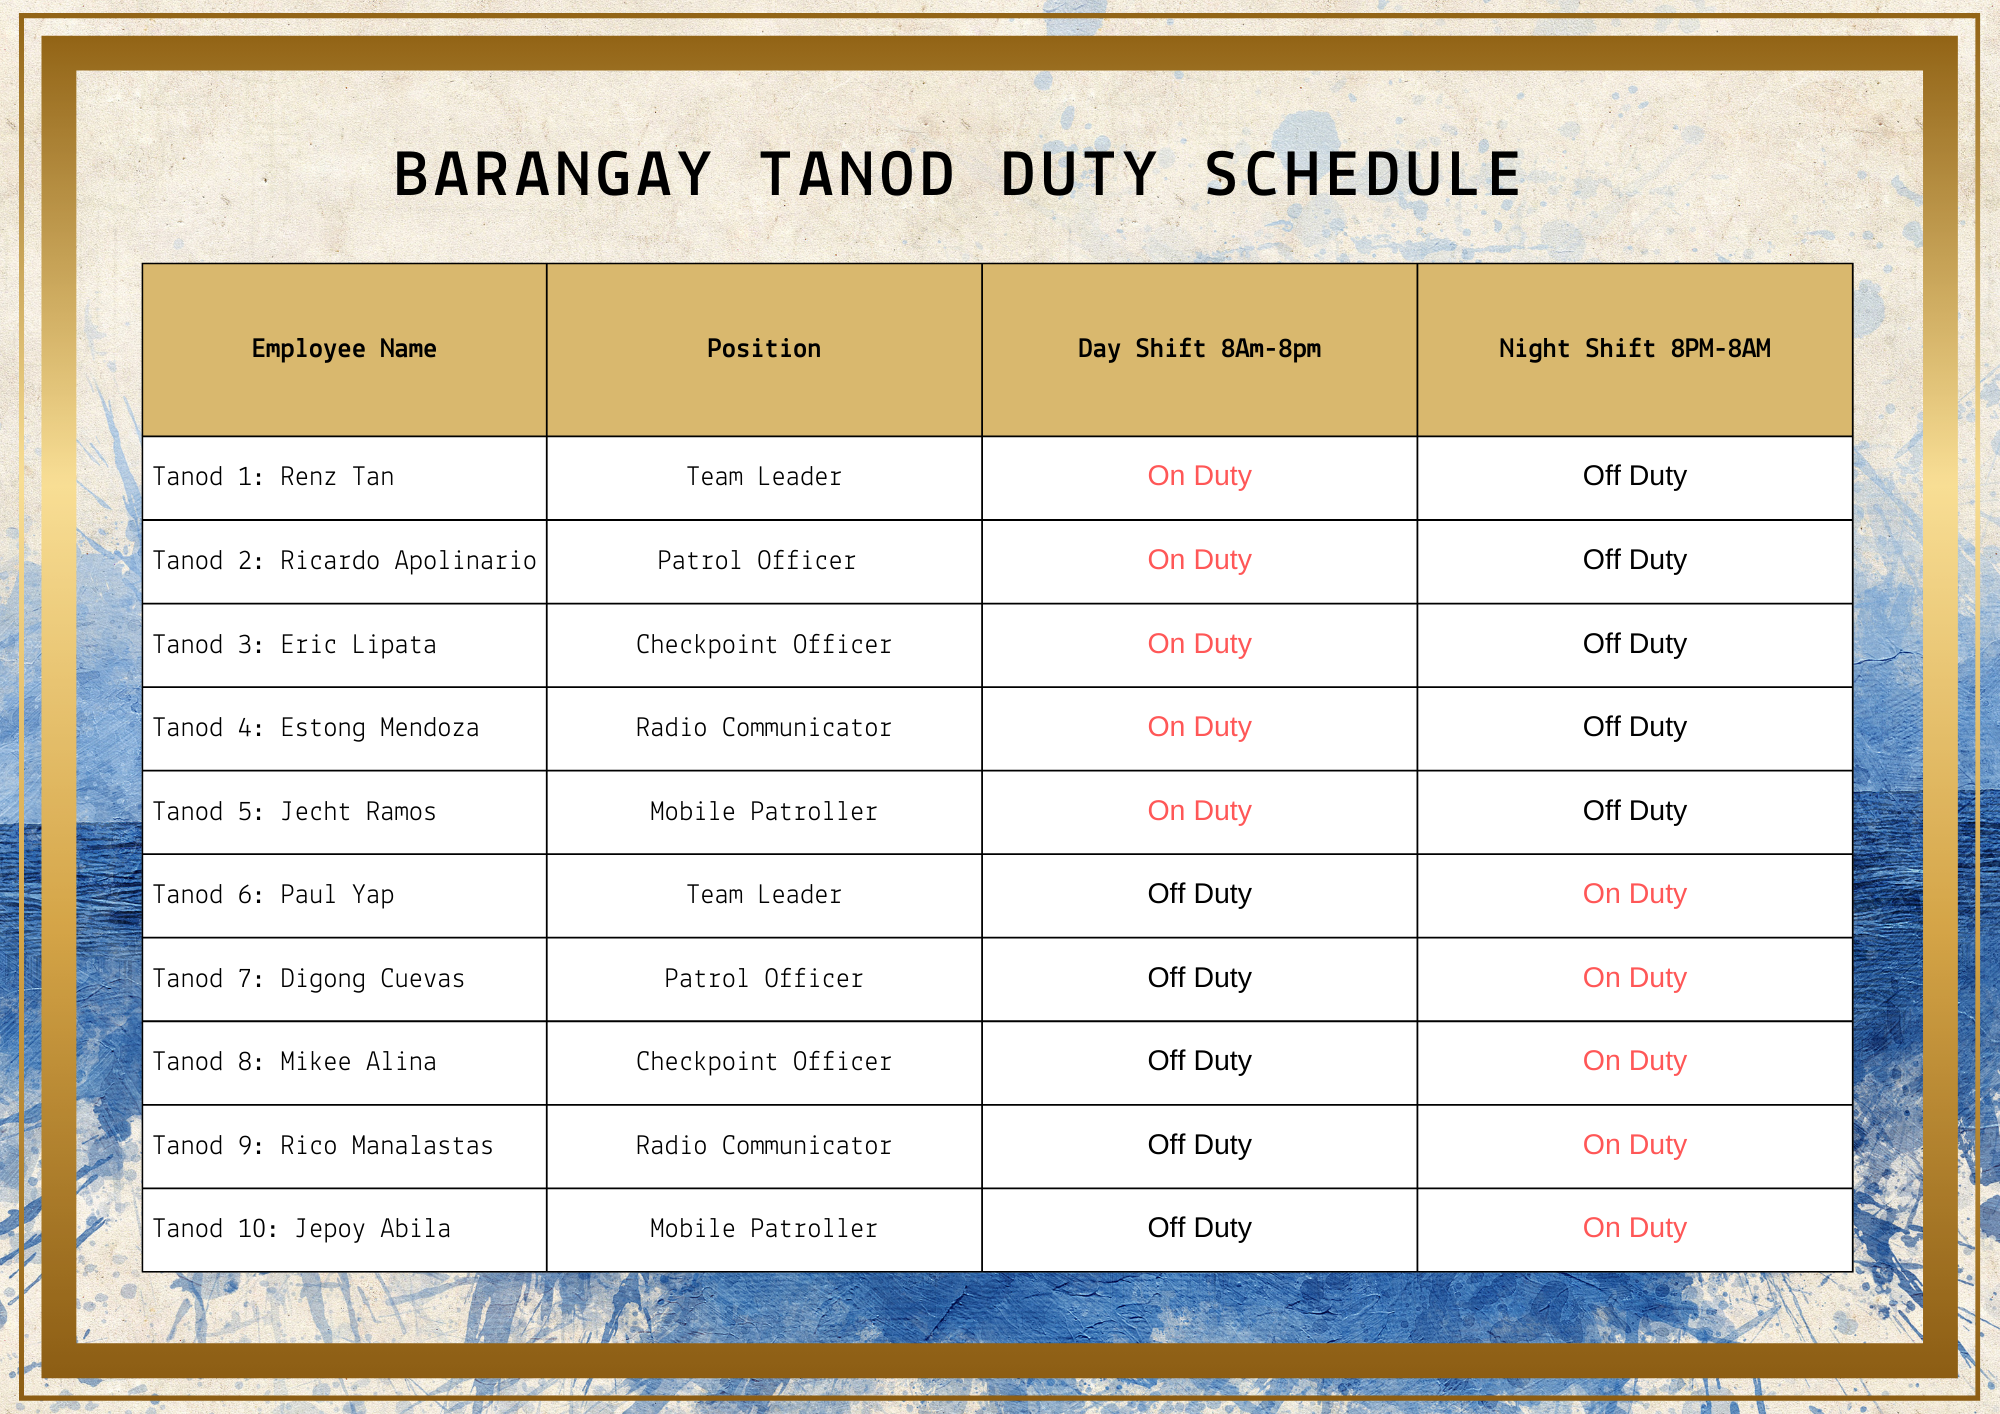 BARANGAY TANOD DUTY SCHEDULE
Employee Name Position Day Shift 8Am-8pm Night Shift 8PM-8AM
Tanod 1: Renz Tan Team Leader On Duty Off Duty
Tanod 2: Ricardo Apolinario Patrol Officer On Duty Off Duty
Tanod 3: Eric Lipata Checkpoint Officer On Duty Off Duty
Tanod 4: Estong Mendoza Radio Communicator On Duty Off Duty
Tanod 5: Jecht Ramos Mobile Patroller On Duty Off Duty
Tanod 6: Paul Yap Team Leader Off Duty On Duty
Tanod 7: Digong Cuevas Patrol Officer Off Duty On Duty
Tanod 8: Mikee Alina Checkpoint Officer Off Duty On Duty
Tanod 9: Rico Manalastas Radio Communicator Off Duty On Duty
Tanod 10: Jepoy Abila Mobile Patroller Off Duty On Duty